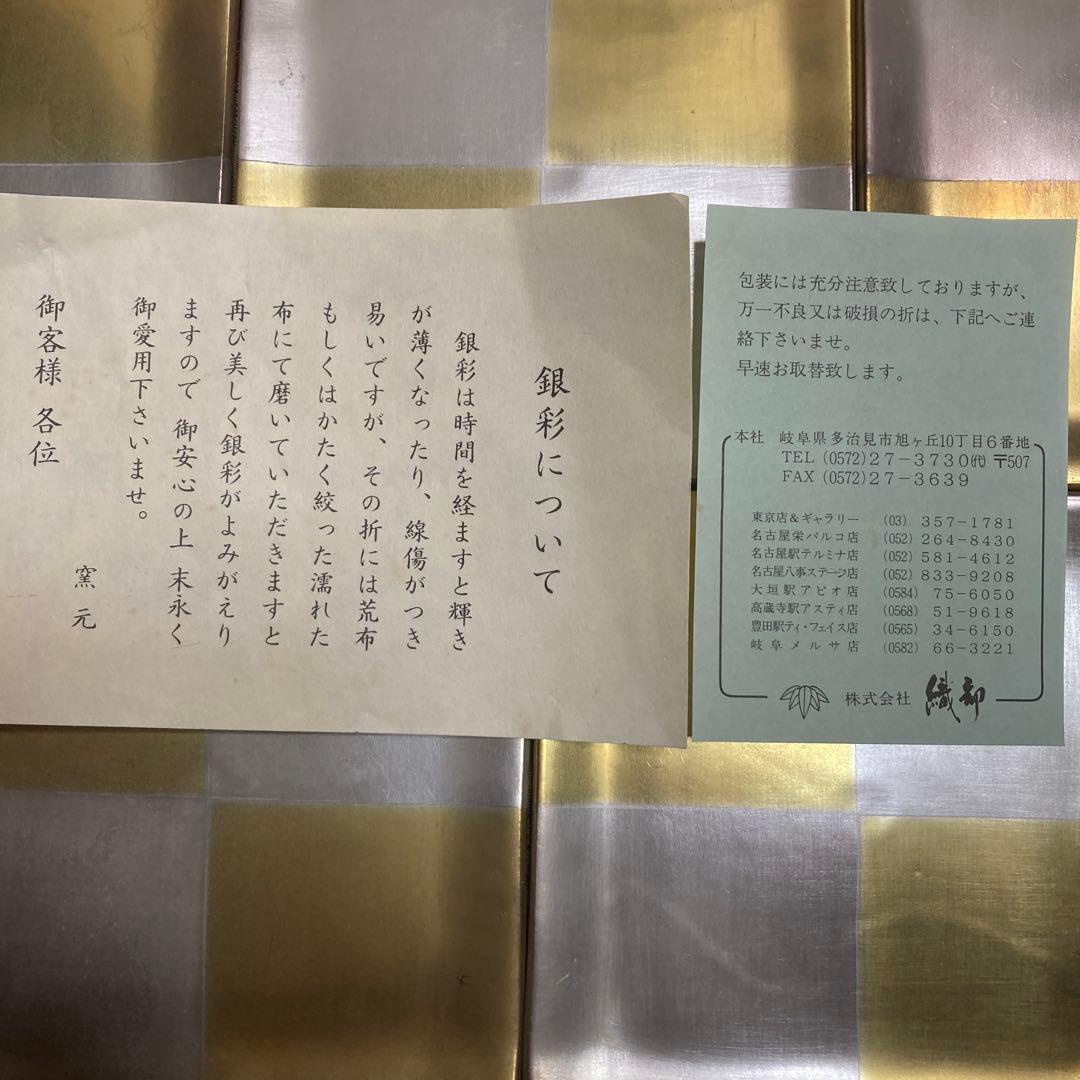 銀彩について
銀彩は時間を経ますと輝き
が薄くなったり、線傷がつき
易いですが、その折には荒布
もしくはかたく絞った濡れた
布にて磨いていただきますと
再び美しく銀彩がよみがえり
ますので 御安心の上 末永く
御愛用下さいませ。
窯元
御客様 各位
包装には充分注意致しておりますが、
万一不良又は破損の折は、下記へご連
絡下さいませ。
早速お取替致します。
本社 岐阜県多治見市旭ヶ丘10丁目6番地
TEL (0572)27-3730㈹ 〒507
FAX (0572)27-3639
東京店&ギャラリー (03) 357-1781
名古屋栄パルコ店 (052) 264-8430
名古屋駅テルミナ店 (052) 581-4612
名古屋八事ステージ店 (052) 833-9208
大垣駅アピオ店 (0584) 75-6050
高蔵寺駅アスティ店 (0568) 51-9618
豊田駅ティ・フェイス店 (0565) 34-6150
岐阜メルサ店 (0582) 66-3221
株式会社 織部